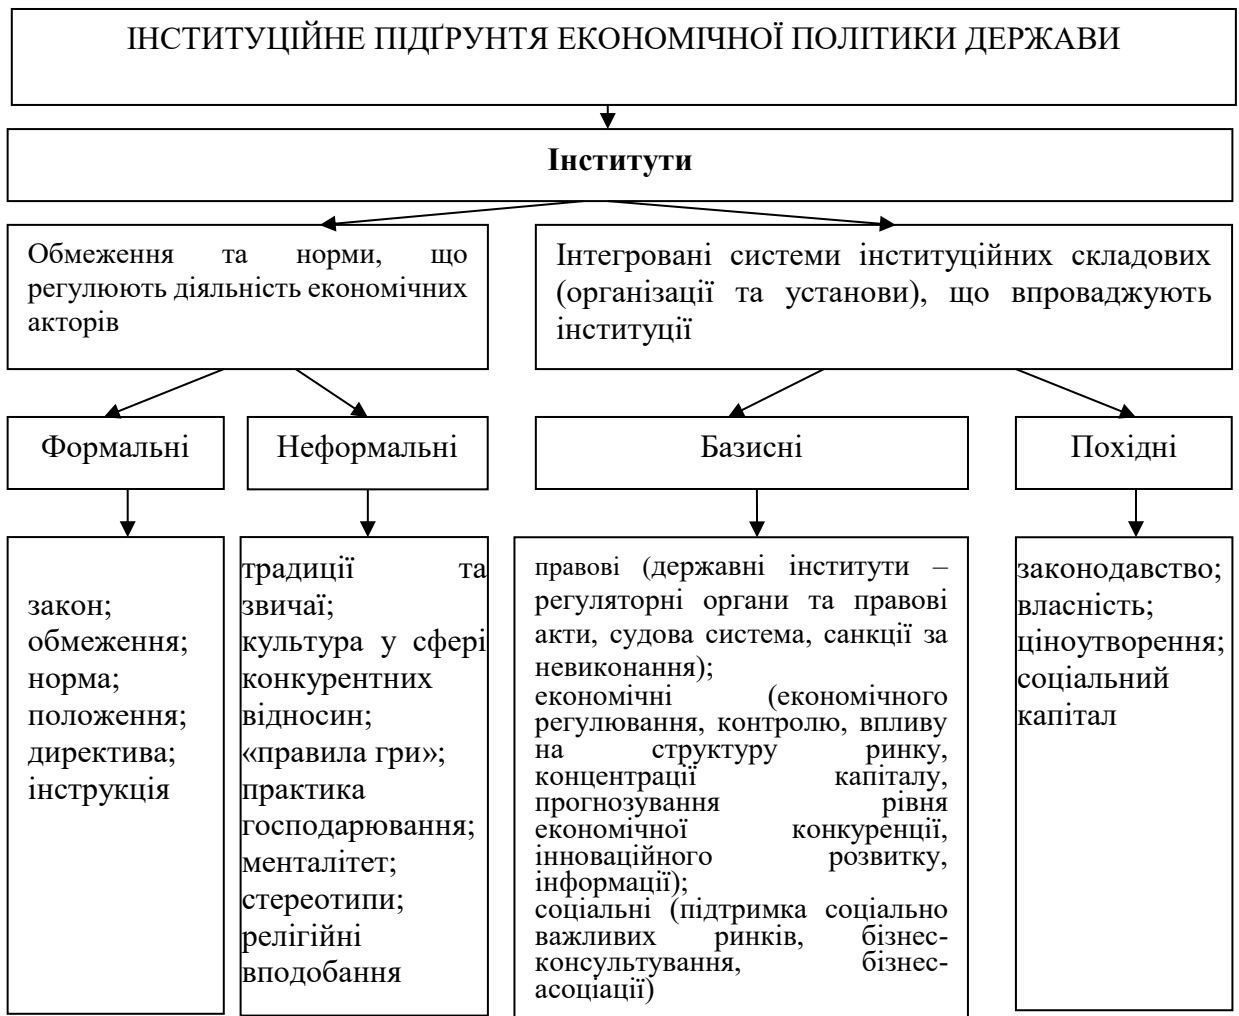 ІНСТИТУЦІЙНЕ ПІДҐРУНТЯ ЕКОНОМІЧНОЇ ПОЛІТИКИ ДЕРЖАВИ
Інститути
Обмеження та норми, що
регулюють діяльність економічних
акторів
Інтегровані системи інституційних складових
(організації та установи), що впроваджують
інституції
Формальні
Неформальні
Базисні
Похідні
закон;
обмеження;
норма;
положення;
директива;
інструкція
традиції та
звичаї;
культура у сфері
конкурентних
відносин;
«правила гри»;
практика
господарювання;
менталітет;
стереотипи;
релігійні
вподобання
правові (державні інститути –
регуляторні органи та правові
акти, судова система, санкції за
невиконання);
економічні (економічного
регулювання, контролю, впливу
на структуру ринку,
концентрації капіталу,
прогнозування рівня
економічної конкуренції,
інноваційного розвитку,
інформації);
соціальні (підтримка соціально
важливих ринків, бізнес-
консультування, бізнес-
асоціації)
законодавство;
власність;
ціноутворення;
соціальний
капітал